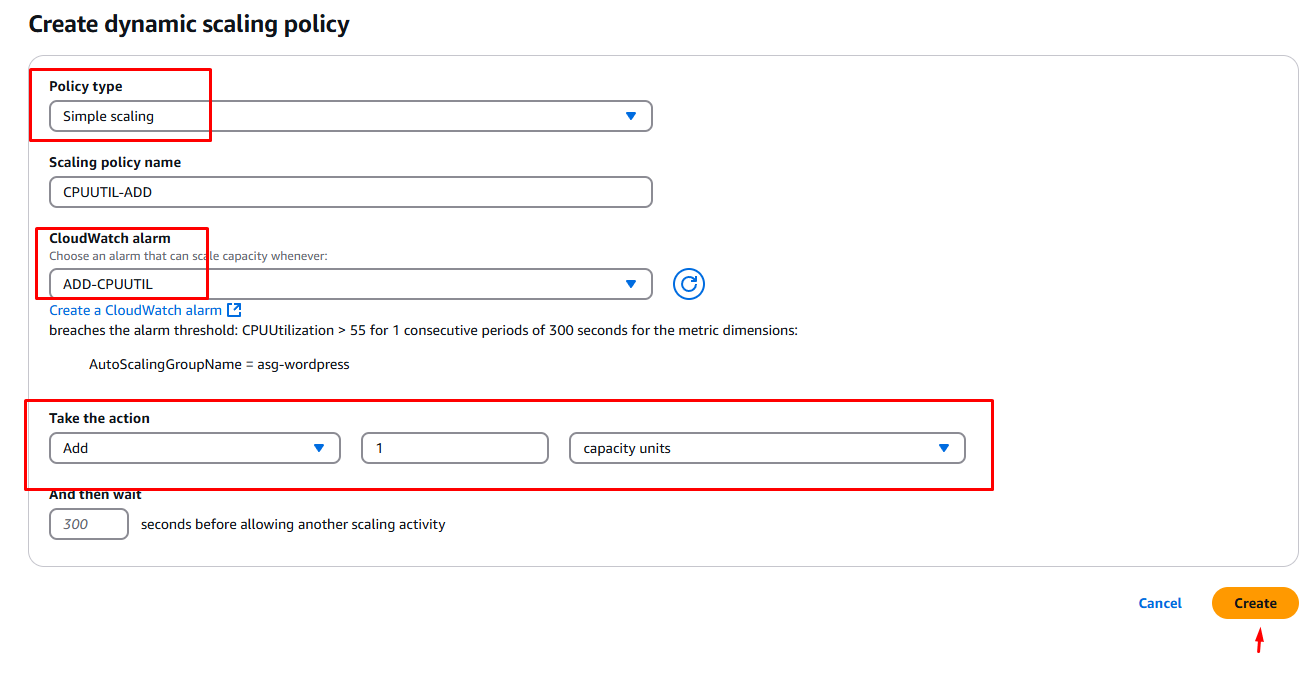 Create dynamic scaling policy
Policy type
Simple scaling
Scaling policy name
CPUUTIL-ADD
CloudWatch alarm
Choose an alarm that can scale capacity whenever:
ADD-CPUUTIL
Create a CloudWatch alarm
breaches the alarm threshold: CPUUtilization > 55 for 1 consecutive periods of 300 seconds for the metric dimensions:
AutoScalingGroupName = asg-wordpress
Take the action
Add 1 capacity units
And then wait
300 seconds before allowing another scaling activity
Cancel Create